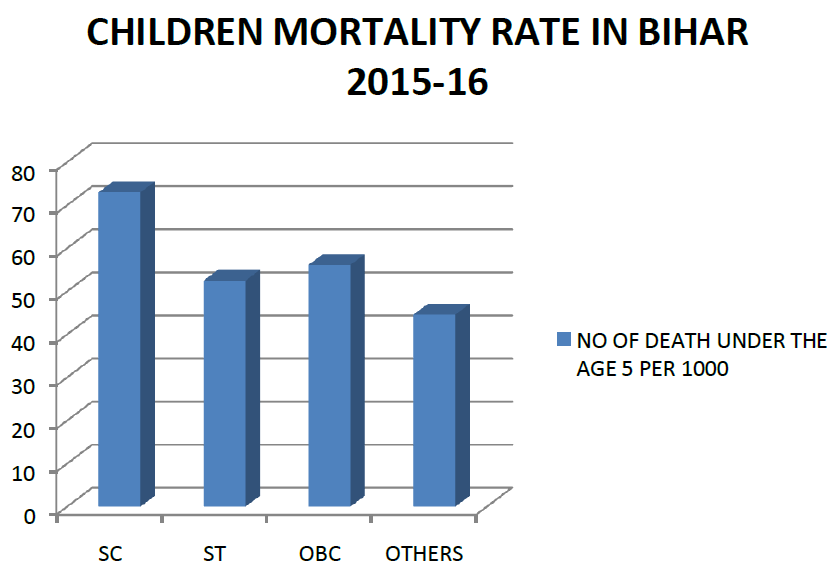 CHILDREN MORTALITY RATE IN BIHAR
2015-16
80
70
60
50
40
30
20
10
0
SC ST OBC OTHERS
NO OF DEATH UNDER THE
AGE 5 PER 1000